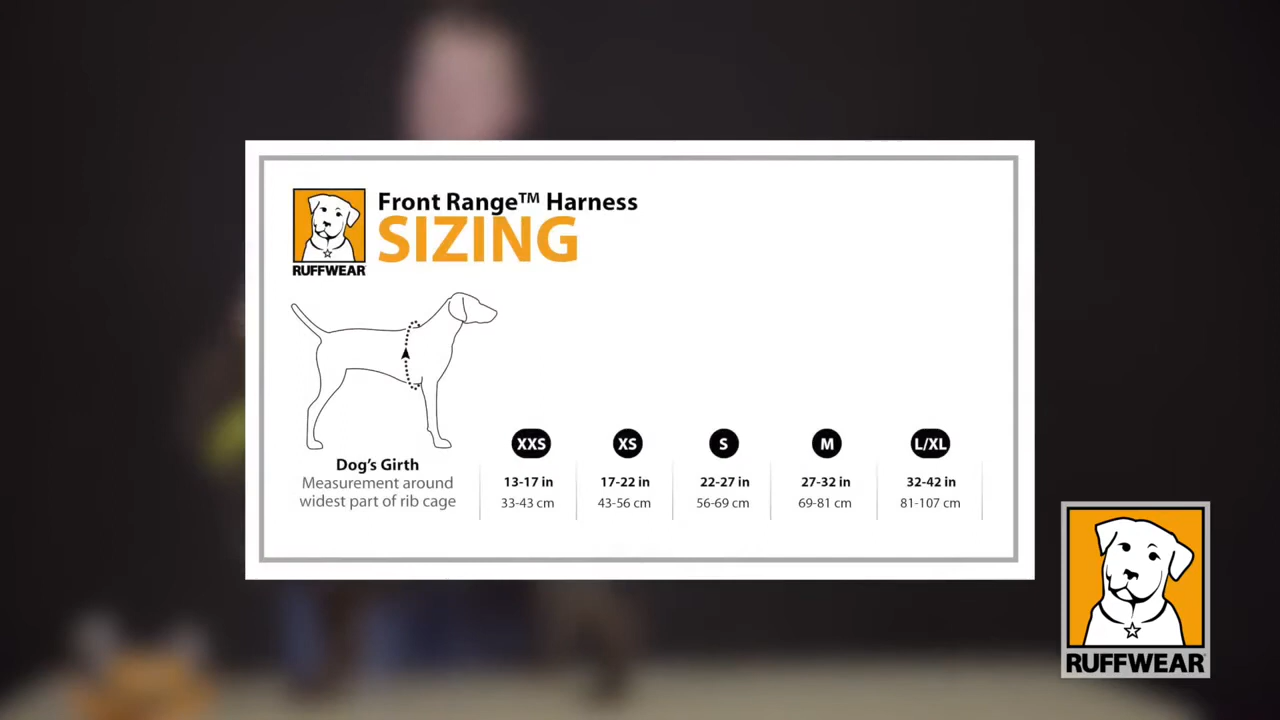 Front Range™ Harness
SIZING
RUFFWEAR
Dog's Girth
Measurement around
widest part of rib cage
XXS XS S M L/XL
13-17 in 17-22 in 22-27 in 27-32 in 32-42 in
33-43 cm 43-56 cm 56-69 cm 69-81 cm 81-107 cm
RUFFWEAR